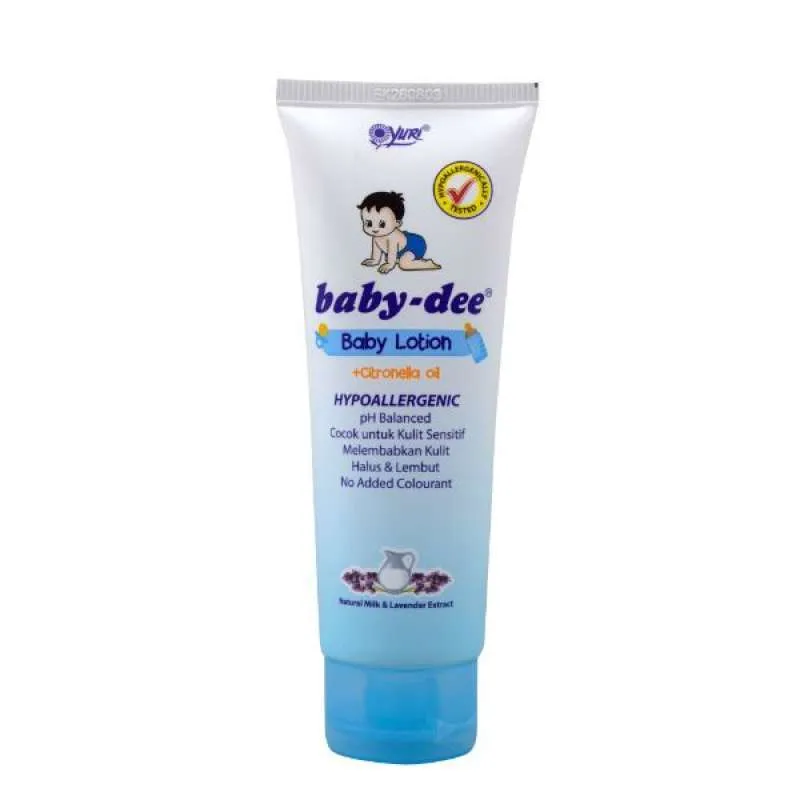 SK280803
YURI®
HYPOALLERGENICALLY
TESTED
baby-dee®
Baby Lotion
+Citronella oil
HYPOALLERGENIC
pH Balanced
Cocok untuk Kulit Sensitif
Melembabkan Kulit
Halus & Lembut
No Added Colourant
Natural Milk & Lavender Extract